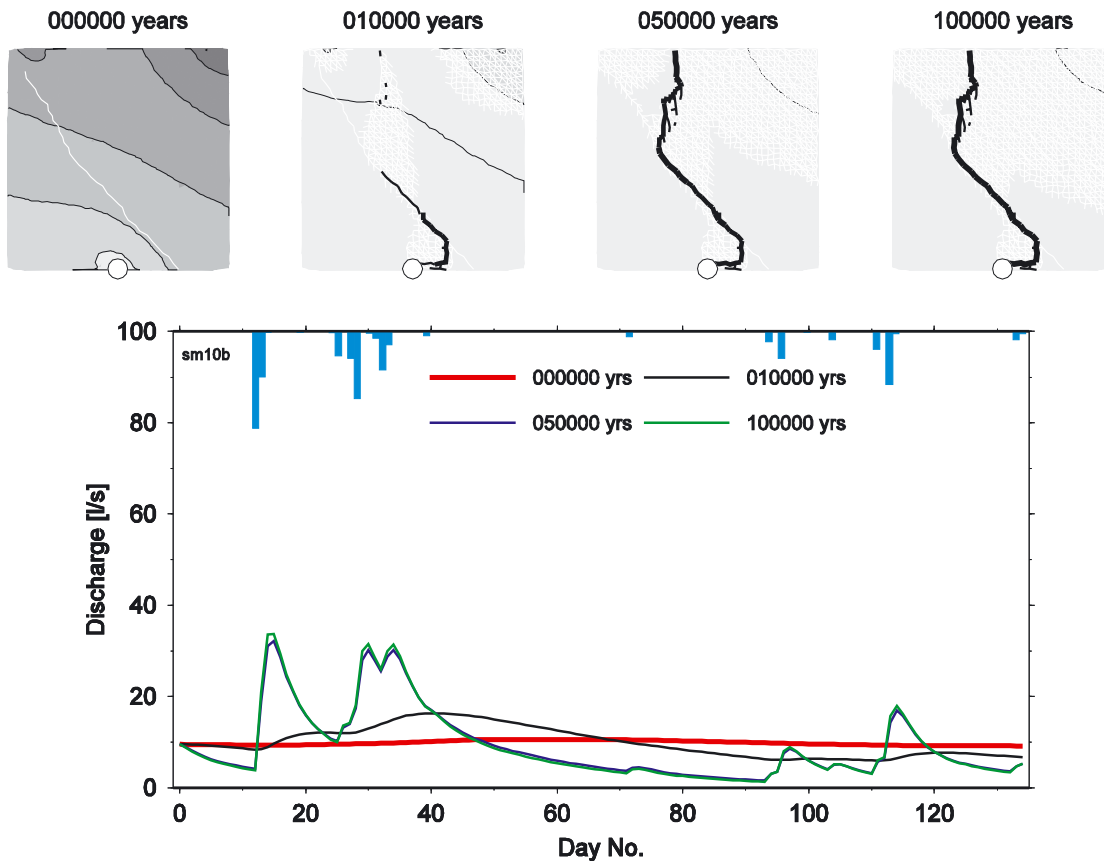 000000 years
010000 years
050000 years
100000 years
100
80
60
40
20
0
Discharge [l/s]
sm10b
000000 yrs
010000 yrs
050000 yrs
100000 yrs
0
20
40
60
80
100
120
Day No.